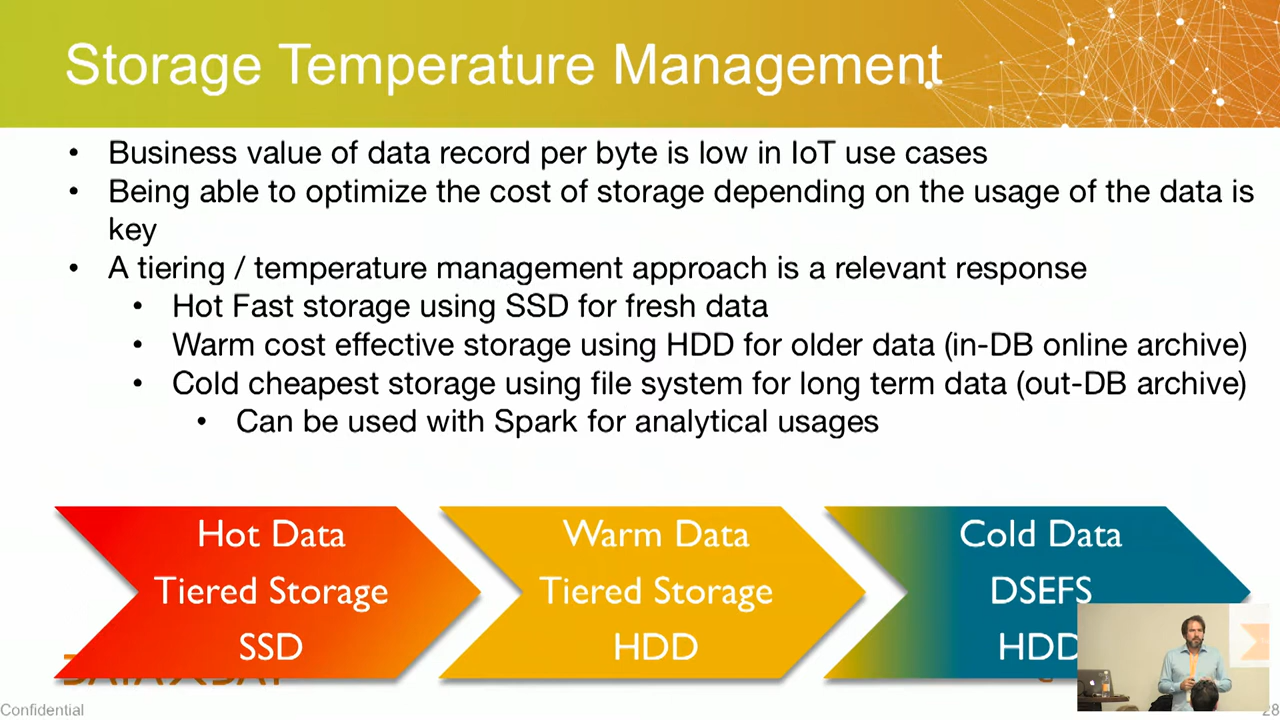 Storage Temperature Management
• Business value of data record per byte is low in IoT use cases
• Being able to optimize the cost of storage depending on the usage of the data is
key
• A tiering / temperature management approach is a relevant response
• Hot Fast storage using SSD for fresh data
• Warm cost effective storage using HDD for older data (in-DB online archive)
• Cold cheapest storage using file system for long term data (out-DB archive)
• Can be used with Spark for analytical usages
Hot Data
Tiered Storage
SSD
Warm Data
Tiered Storage
HDD
Cold Data
DSEFS
HDD
Confidential
28